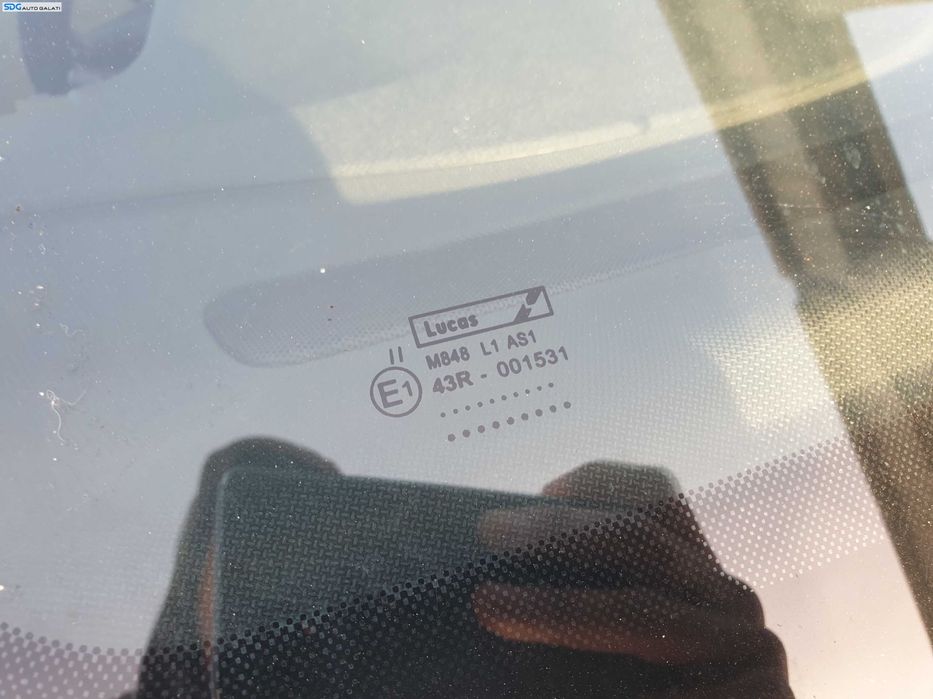 SDG AUTO GALATI
Lucas
II
M848 L1 AS1
E1
43R - 001531